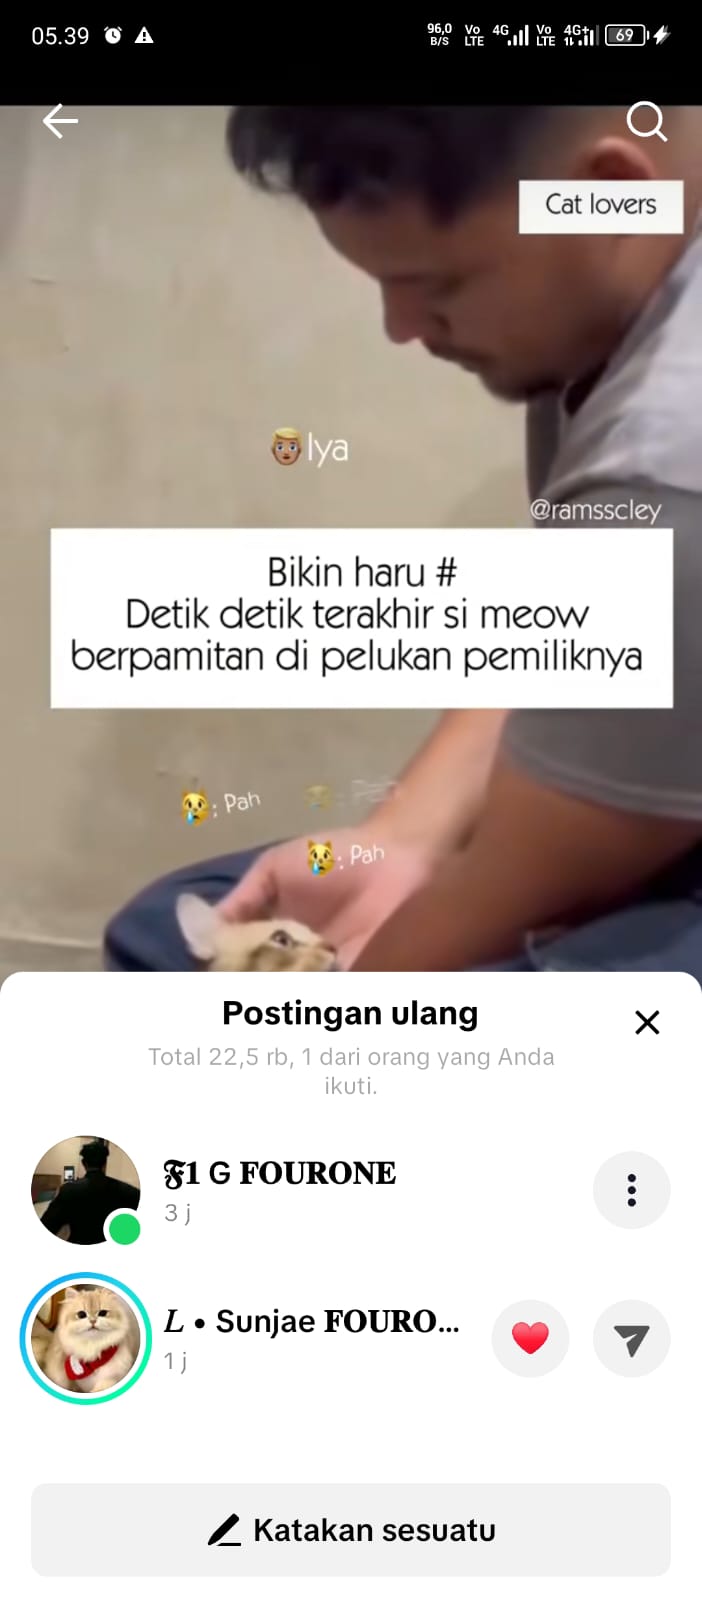 05.39
96,0 B/S Vo LTE 4G Vo LTE 4G+ 69
Cat lovers
Iya
@ramsscley
Bikin haru #
Detik detik terakhir si meow
berpamitan di pelukan pemiliknya
: Pah
: Pah
: Pah
Postingan ulang
Total 22,5 rb, 1 dari orang yang Anda
ikuti.
𝕱𝟏 G 𝐅𝐎𝐔𝐑𝐎𝐍𝐄
3 j
𝐿 • Sunjae 𝐅𝐎𝐔𝐑𝐎...
1 j
Katakan sesuatu